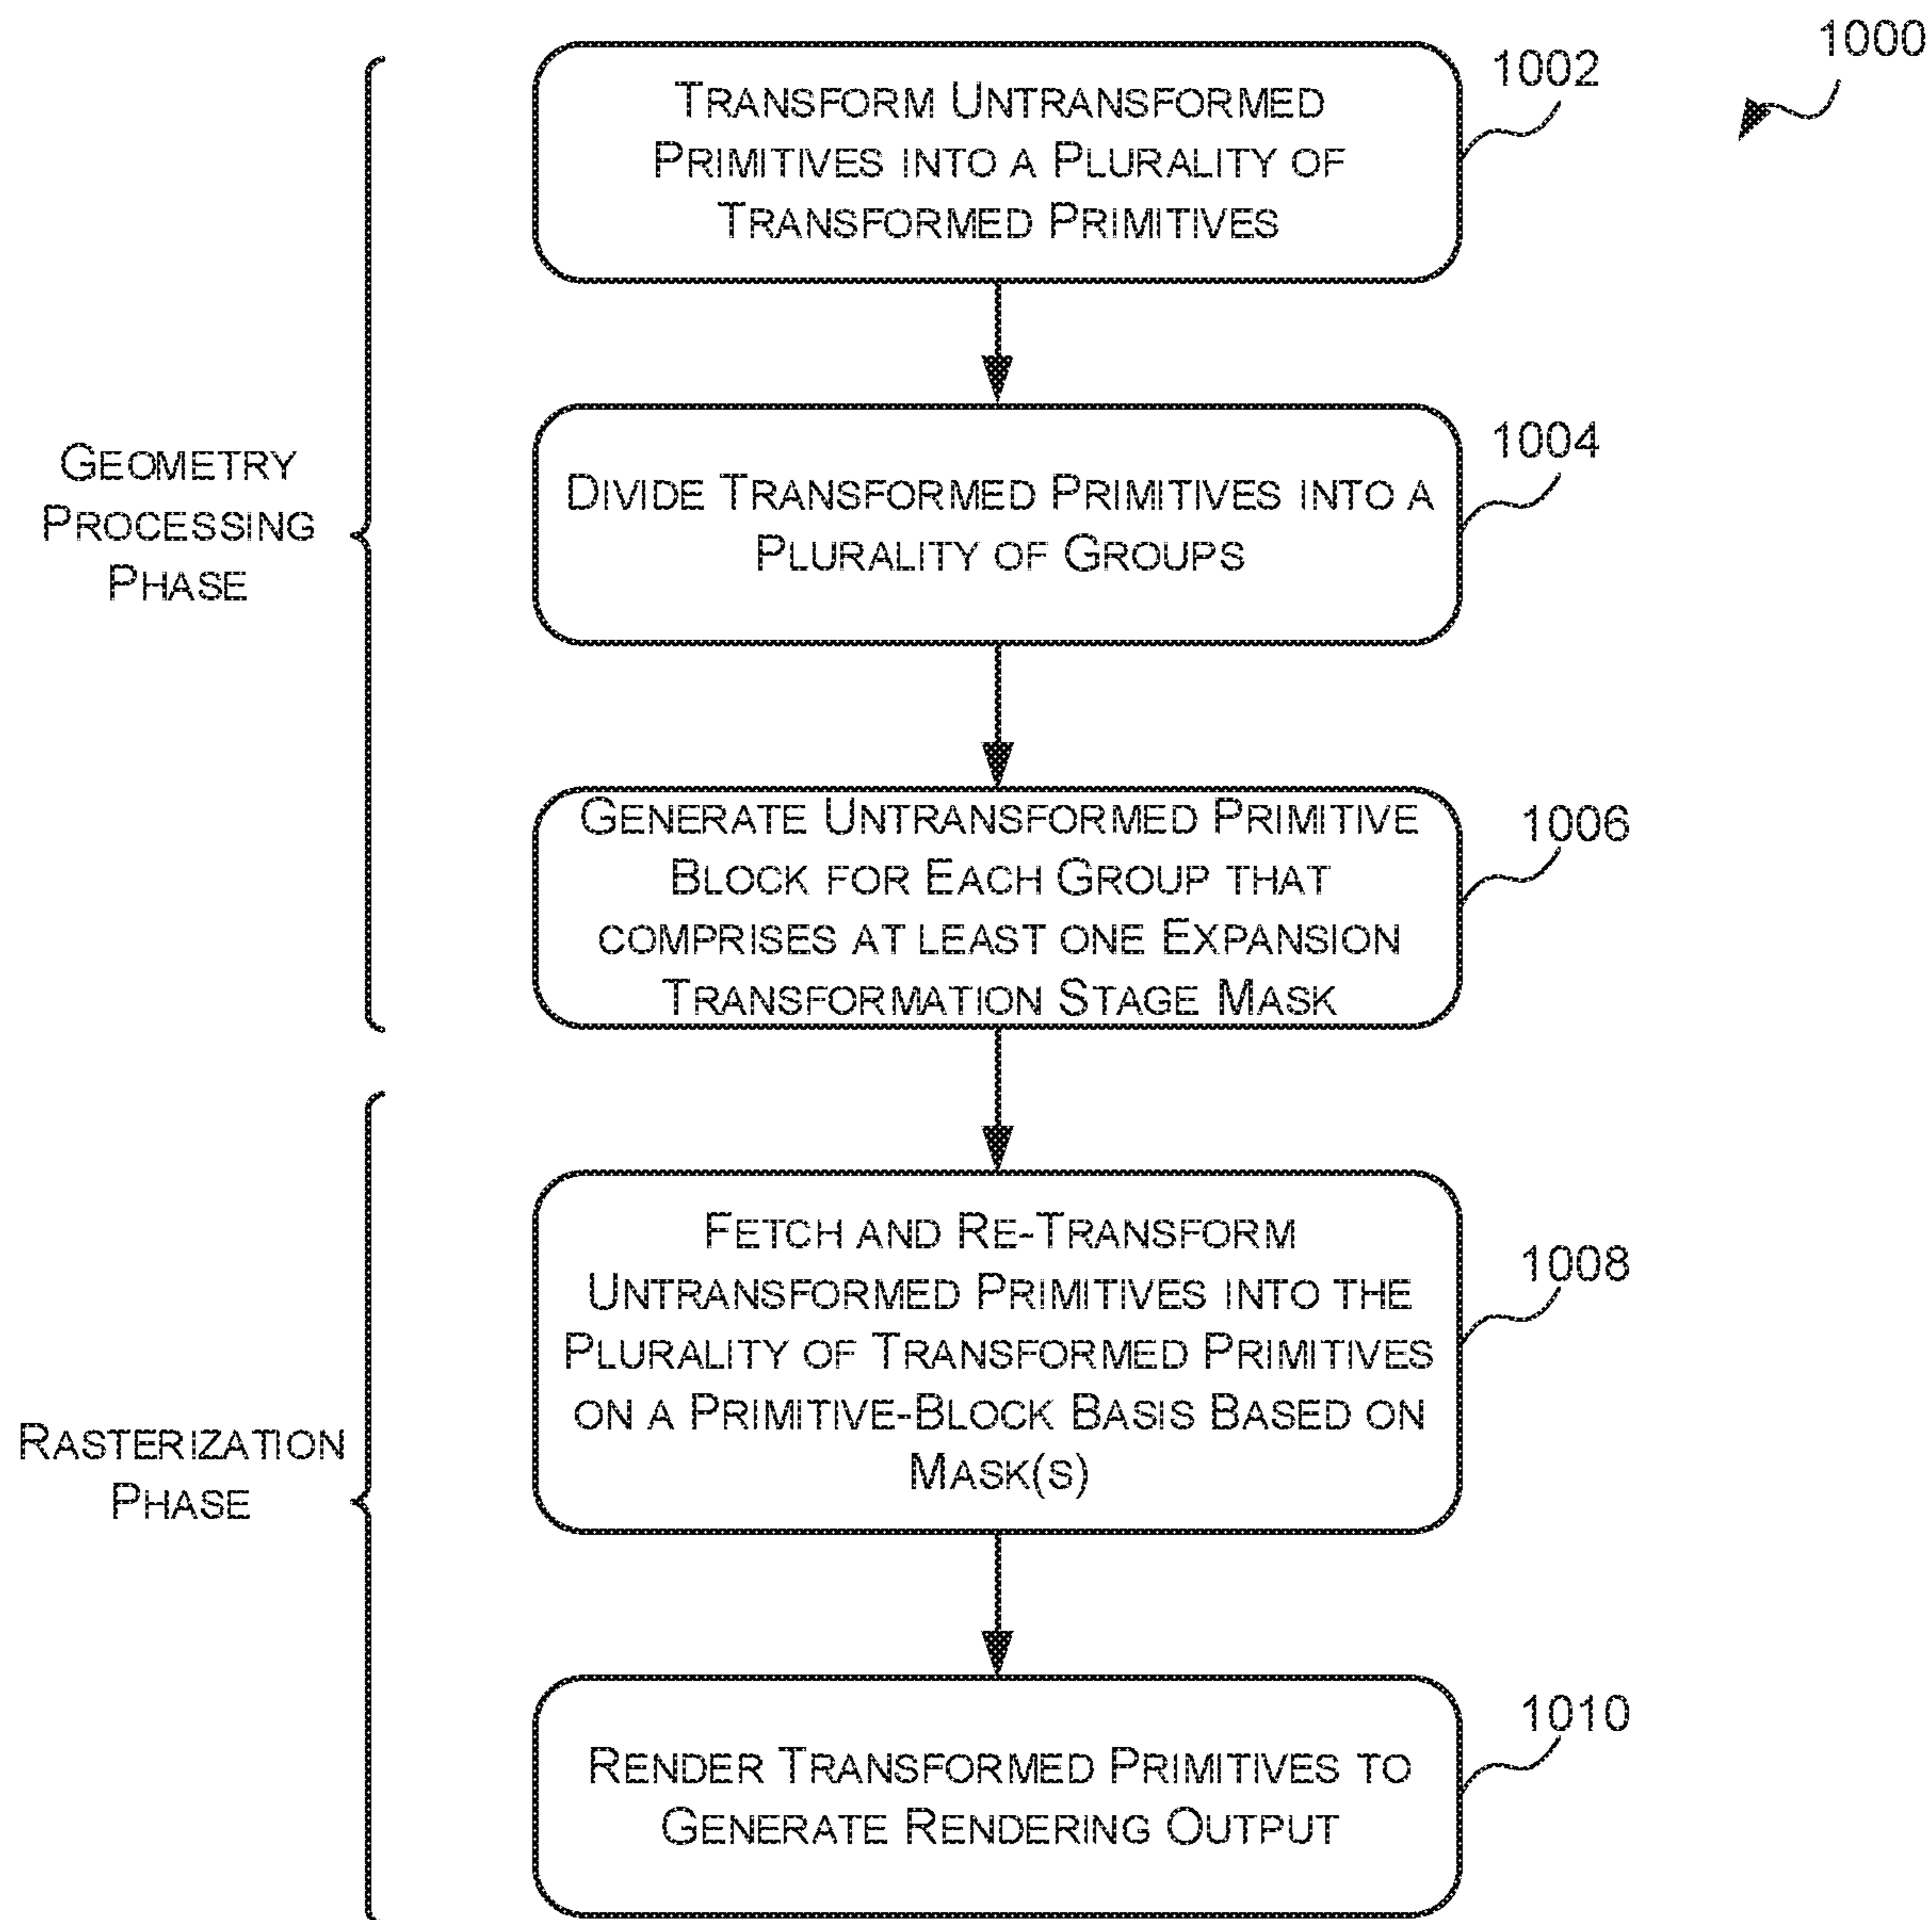 1000
1002
TRANSFORM UNTRANSFORMED
PRIMITIVES INTO A PLURALITY OF
TRANSFORMED PRIMITIVES
1004
DIVIDE TRANSFORMED PRIMITIVES INTO A
PLURALITY OF GROUPS
GEOMETRY
PROCESSING
PHASE
1006
GENERATE UNTRANSFORMED PRIMITIVE
BLOCK FOR EACH GROUP THAT
COMPRISES AT LEAST ONE EXPANSION
TRANSFORMATION STAGE MASK
1008
FETCH AND RE-TRANSFORM
UNTRANSFORMED PRIMITIVES INTO THE
PLURALITY OF TRANSFORMED PRIMITIVES
ON A PRIMITIVE-BLOCK BASIS BASED ON
MASK(S)
RASTERIZATION
PHASE
1010
RENDER TRANSFORMED PRIMITIVES TO
GENERATE RENDERING OUTPUT